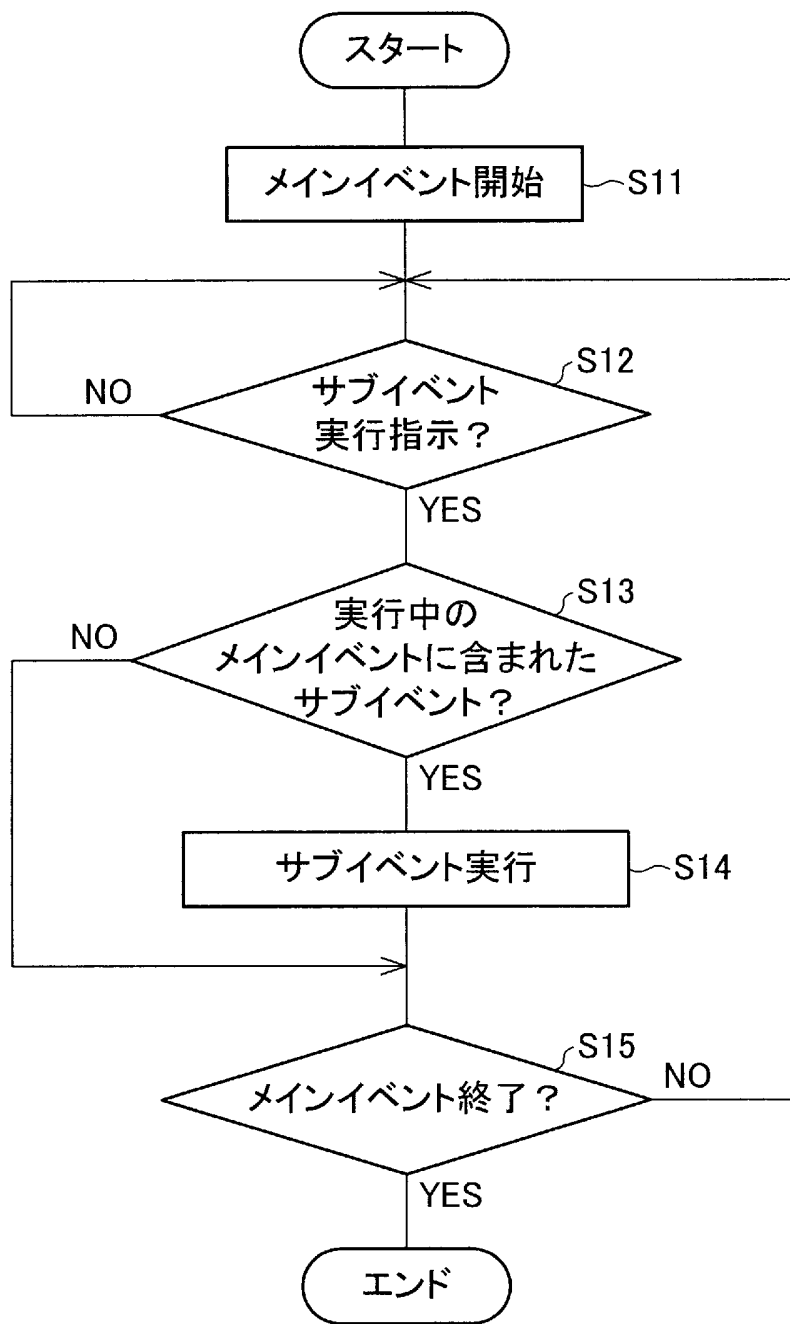 スタート
メインイベント開始
S11
S12
サブイベント
実行指示？
NO
YES
S13
実行中の
メインイベントに含まれた
サブイベント？
NO
YES
サブイベント実行
S14
S15
メインイベント終了？
NO
YES
エンド